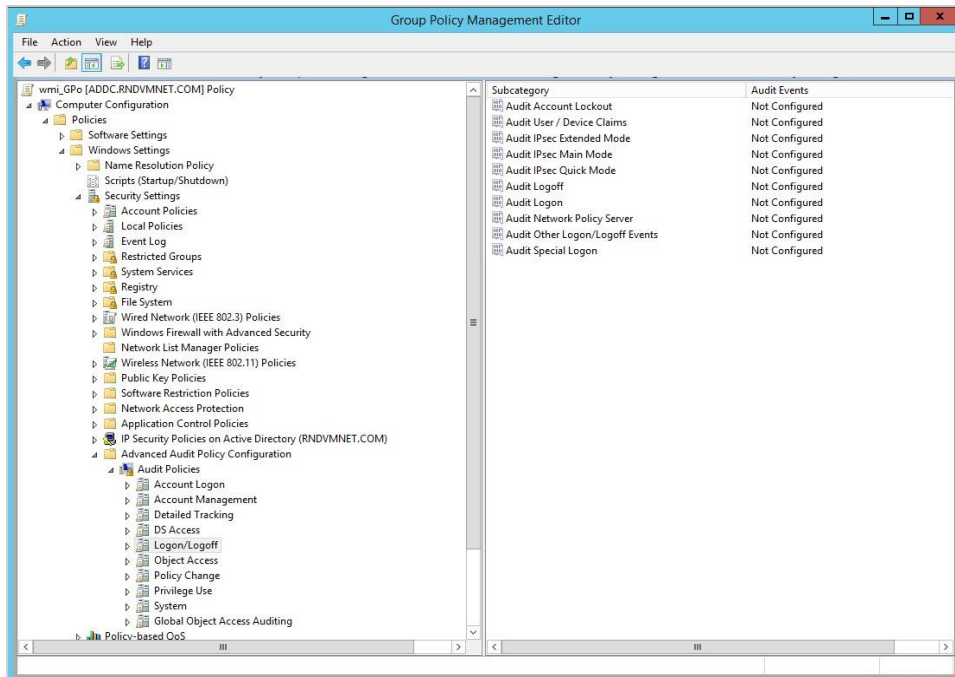 Group Policy Management Editor
File Action View Help
wmi_GPo [ADDC.RNDVMNET.COM] Policy
Computer Configuration
Policies
Software Settings
Windows Settings
Name Resolution Policy
Scripts (Startup/Shutdown)
Security Settings
Account Policies
Local Policies
Event Log
Restricted Groups
System Services
Registry
File System
Wired Network (IEEE 802.3) Policies
Windows Firewall with Advanced Security
Network List Manager Policies
Wireless Network (IEEE 802.11) Policies
Public Key Policies
Software Restriction Policies
Network Access Protection
Application Control Policies
IP Security Policies on Active Directory (RNDVMNET.COM)
Advanced Audit Policy Configuration
Audit Policies
Account Logon
Account Management
Detailed Tracking
DS Access
Logon/Logoff
Object Access
Policy Change
Privilege Use
System
Global Object Access Auditing
Policy-based QoS
Subcategory Audit Events
Audit Account Lockout Not Configured
Audit User / Device Claims Not Configured
Audit IPsec Extended Mode Not Configured
Audit IPsec Main Mode Not Configured
Audit IPsec Quick Mode Not Configured
Audit Logoff Not Configured
Audit Logon Not Configured
Audit Network Policy Server Not Configured
Audit Other Logon/Logoff Events Not Configured
Audit Special Logon Not Configured